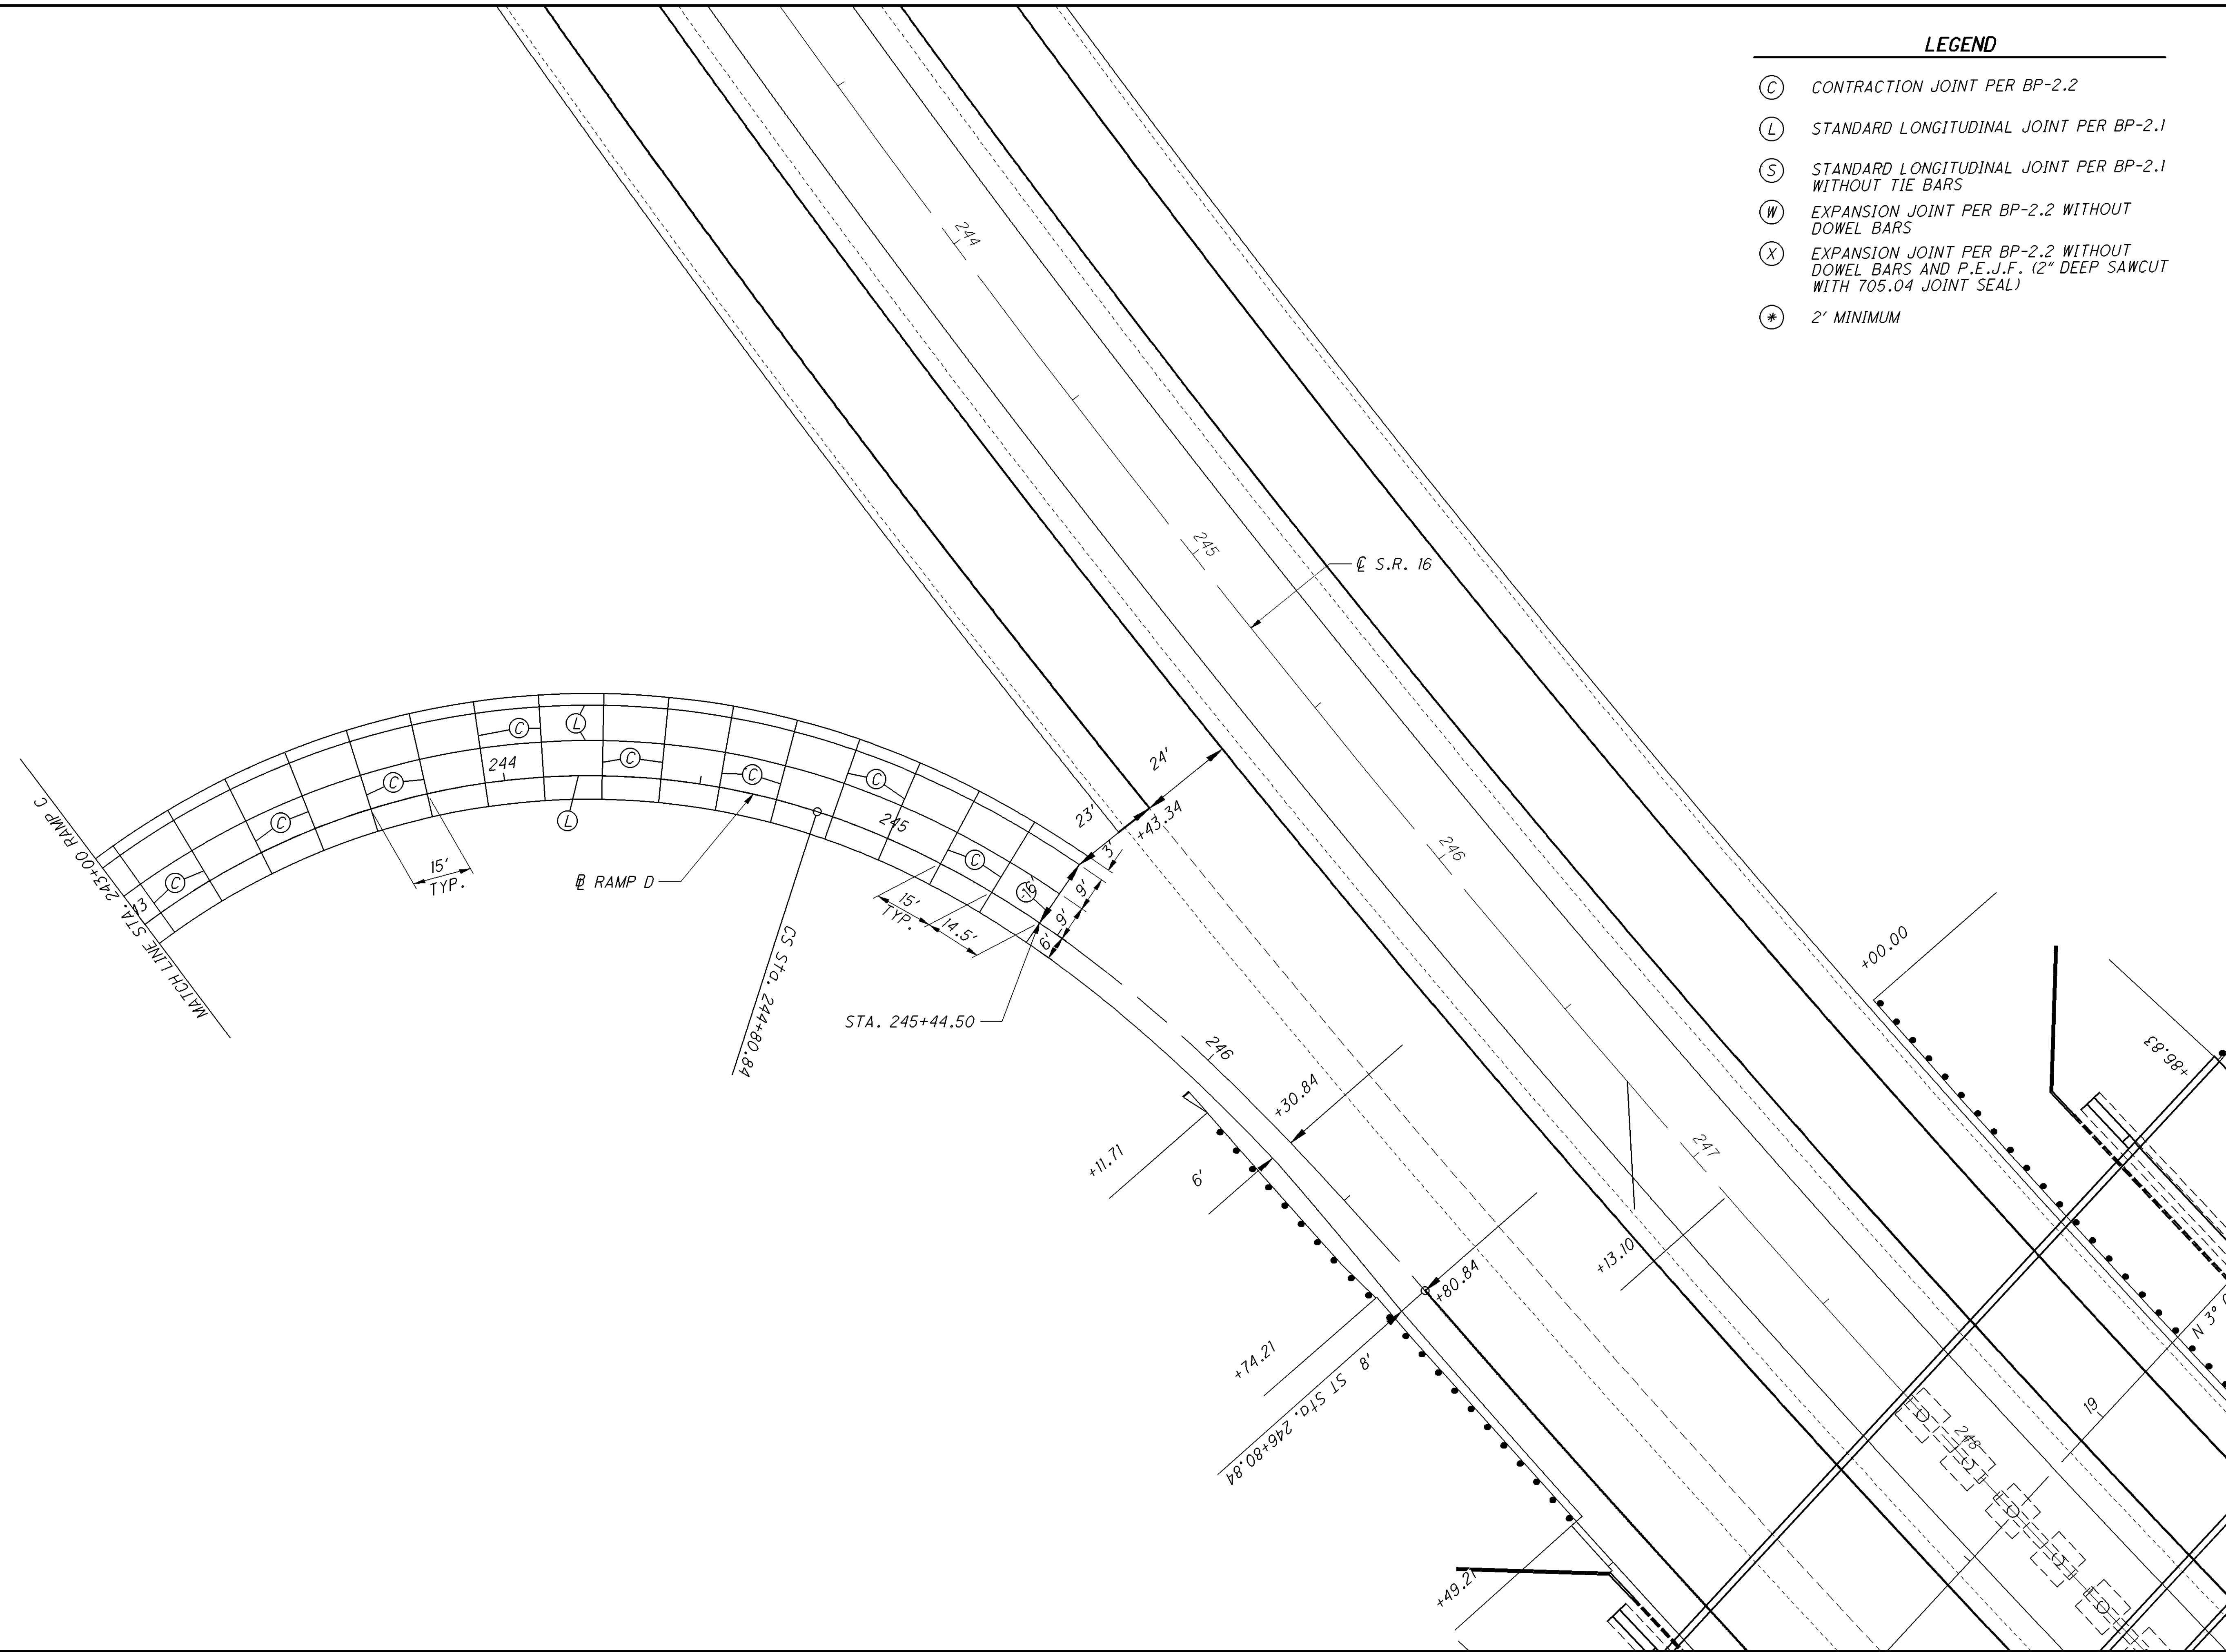 LEGEND
C CONTRACTION JOINT PER BP-2.2
L STANDARD LONGITUDINAL JOINT PER BP-2.1
S STANDARD LONGITUDINAL JOINT PER BP-2.1
WITHOUT TIE BARS
W EXPANSION JOINT PER BP-2.2 WITHOUT
DOWEL BARS
X EXPANSION JOINT PER BP-2.2 WITHOUT
DOWEL BARS AND P.E.J.F. (2" DEEP SAWCUT
WITH 705.04 JOINT SEAL)
* 2' MINIMUM
244
245
℄ S.R. 16
246
247
248
24'
23'
+43.34
3'
9'
9'
6'
16'
C
L
C
C
C
C
C
C
C
C
L
244
245
15'
TYP.
15'
TYP.
14.5'
℄ RAMP D
CS Sta. 244+80.84
STA. 245+44.50
MATCH LINE STA. 243+00 RAMP C
3
246
+30.84
+11.71
6'
+80.84
+74.21
8'
ST Sta. 246+80.84
+13.10
+49.21
+00.00
+86.83
19
N 3°